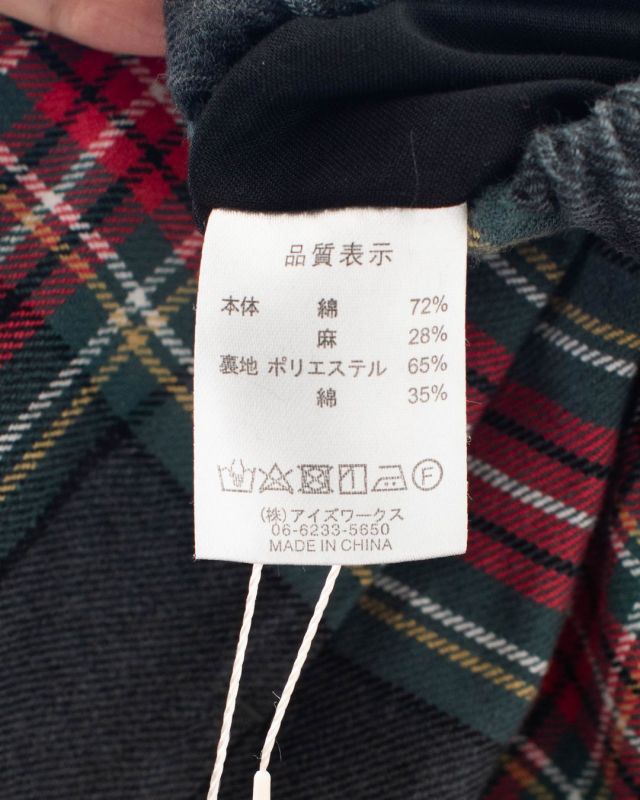 品質表示
本体 綿 72%
麻 28%
裏地 ポリエステル 65%
綿 35%
F
(株)アイズワークス
06-6233-5650
MADE IN CHINA